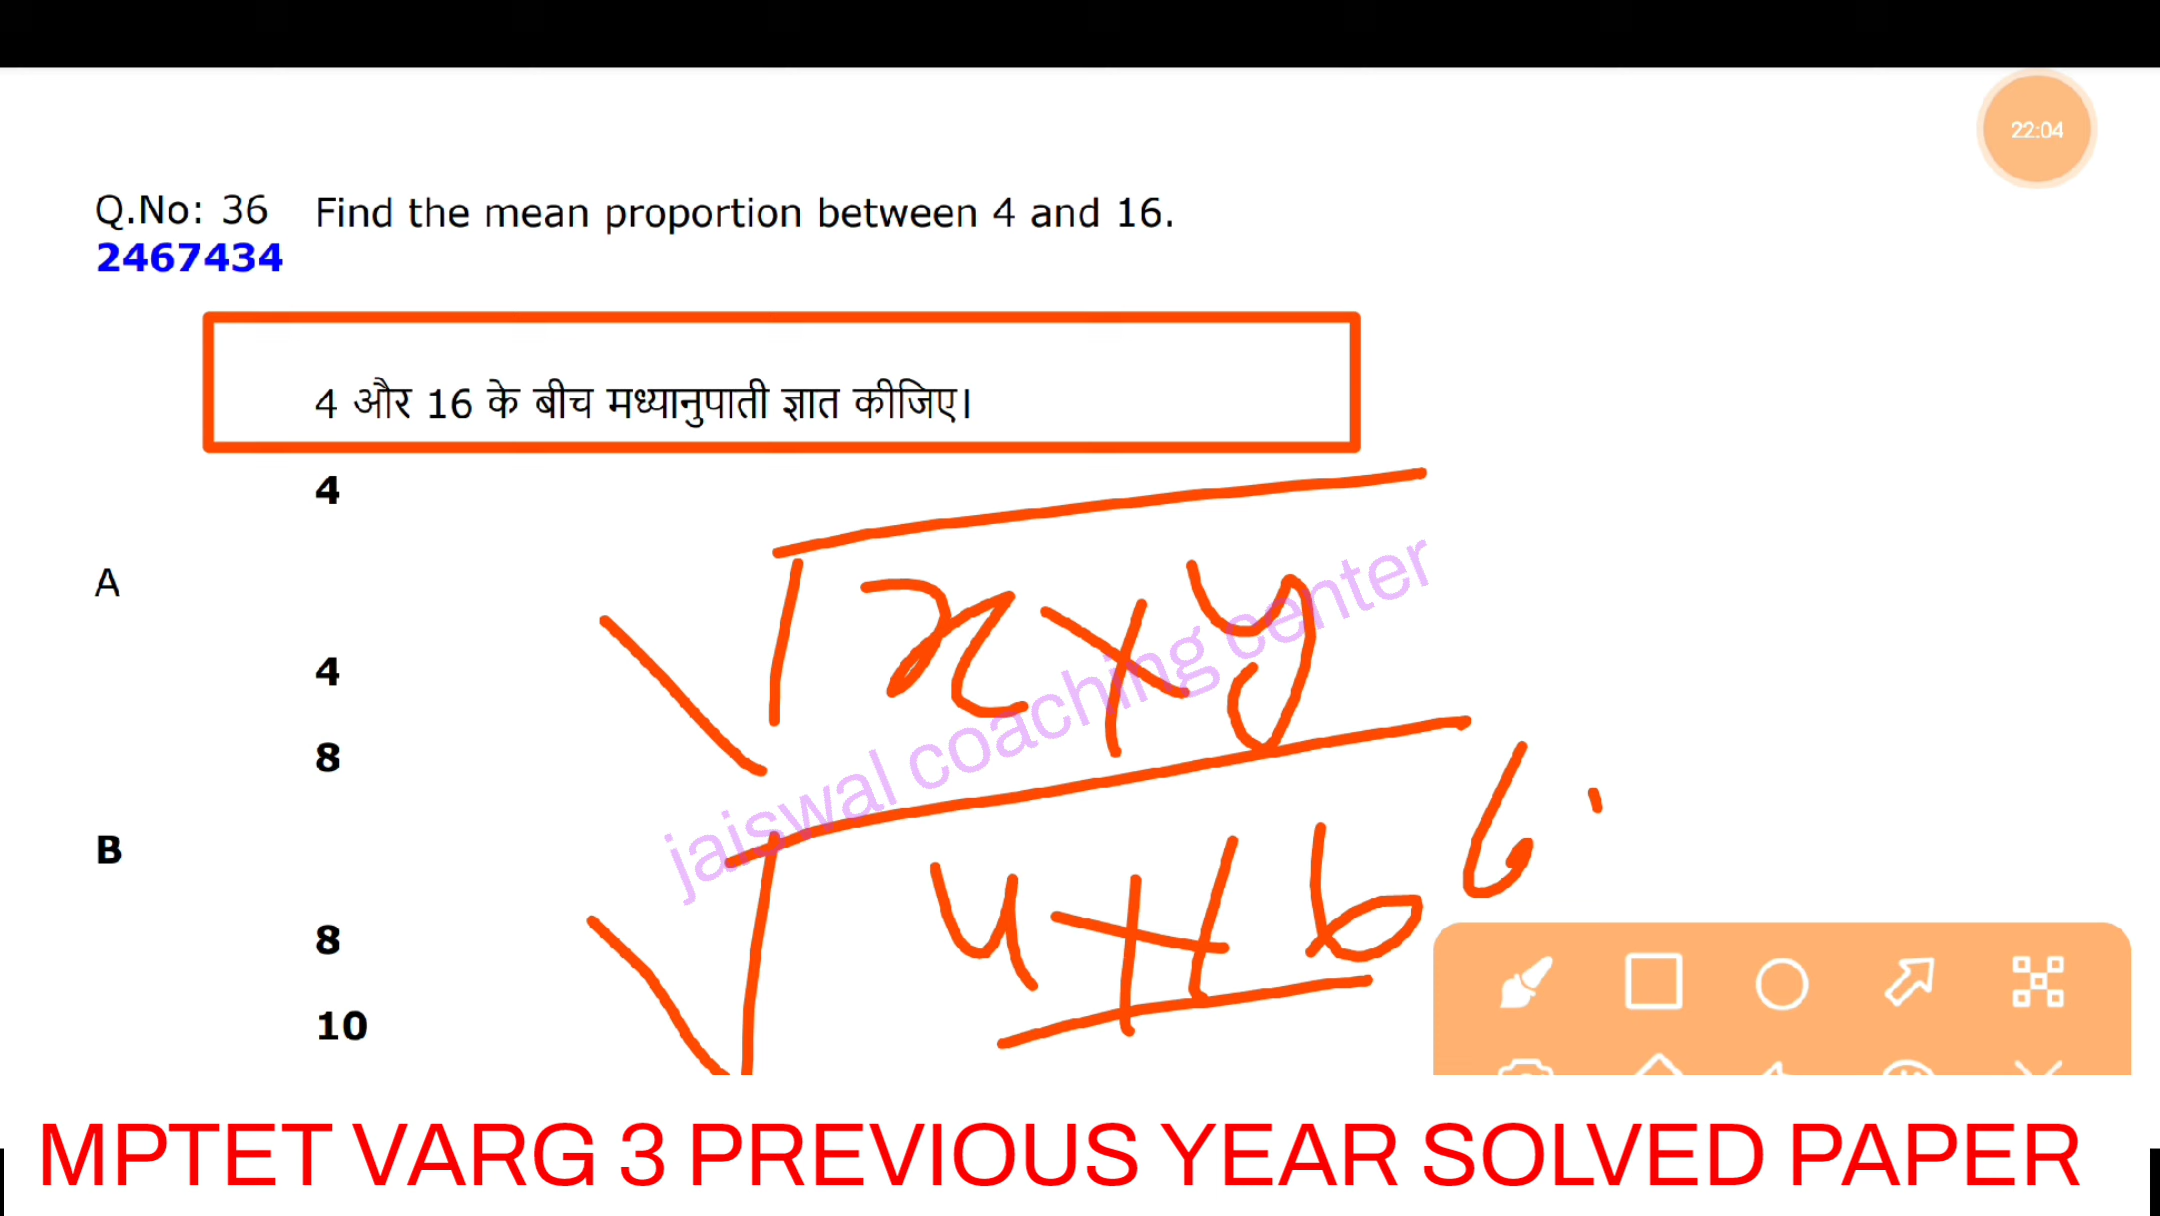 22:04
Q.No: 36 Find the mean proportion between 4 and 16.
2467434
4 और 16 के बीच मध्यानुपाती ज्ञात कीजिए।
4
A
4
8
B
8
10
√x×y
√4×16
jaiswal coaching center
MPTET VARG 3 PREVIOUS YEAR SOLVED PAPER